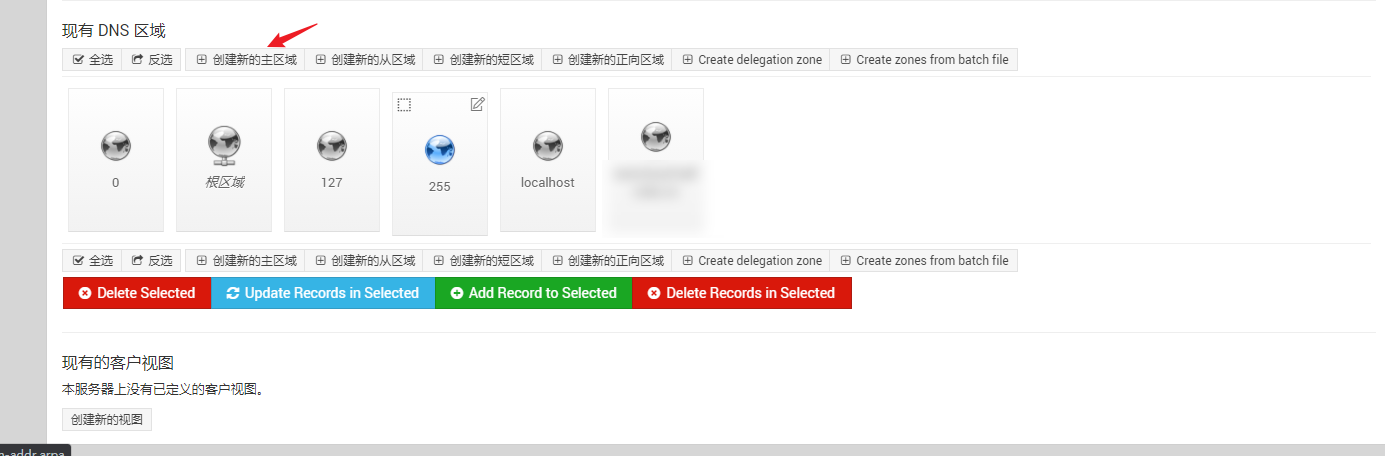 现有 DNS 区域
全选 反选 创建新的主区域 创建新的从区域 创建新的短区域 创建新的正向区域 Create delegation zone Create zones from batch file
0 根区域 127 255 localhost
全选 反选 创建新的主区域 创建新的从区域 创建新的短区域 创建新的正向区域 Create delegation zone Create zones from batch file
Delete Selected Update Records in Selected Add Record to Selected Delete Records in Selected
现有的客户视图
本服务器上没有已定义的客户视图。
创建新的视图